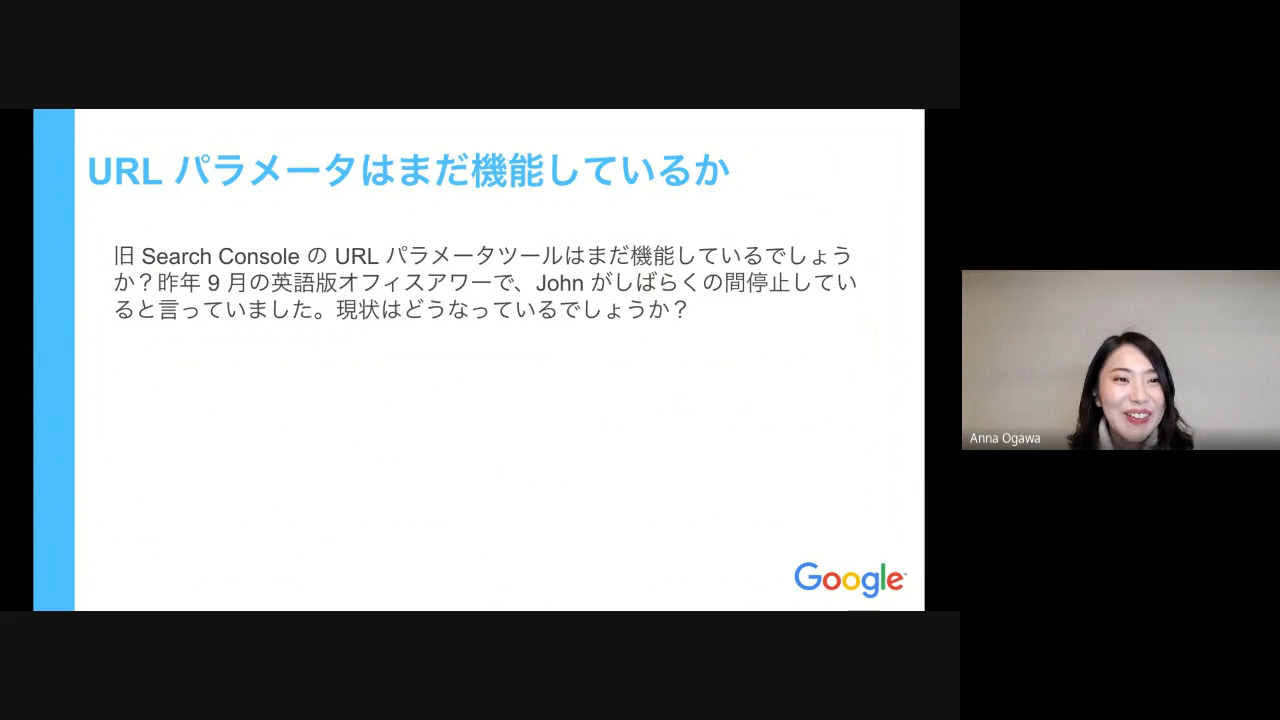 URL パラメータはまだ機能しているか
旧 Search Console の URL パラメータツールはまだ機能しているでしょう
か？昨年 9 月の英語版オフィスアワーで、John がしばらくの間停止してい
ると言っていました。現状はどうなっているでしょうか？
Google
Anna Ogawa